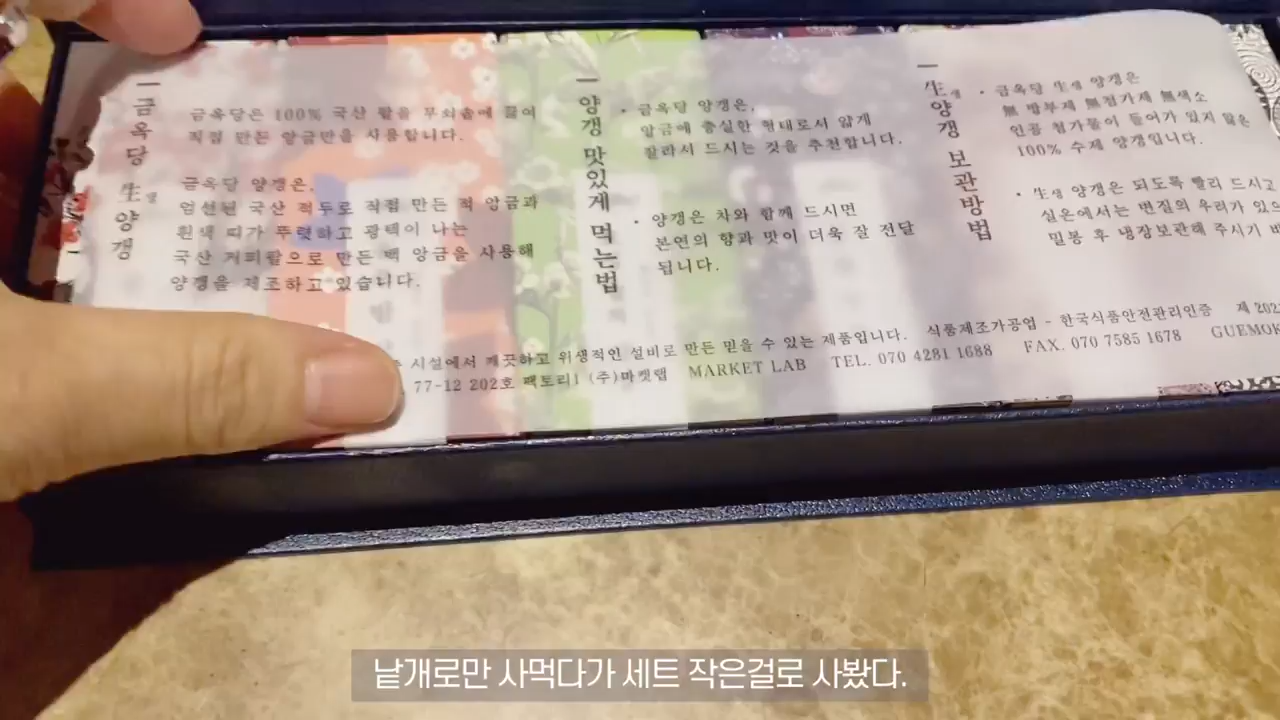 금옥당 生생 양갱
금옥당은 100% 국산 팥을 무쇠솥에 끓여
직접 만든 앙금만을 사용합니다.
금옥당 양갱은,
엄선된 국산 적두로 직접 만든 적 앙금과
흰색 띠가 뚜렷하고 광택이 나는
국산 거피팥으로 만든 백 앙금을 사용해
양갱을 제조하고 있습니다.
양갱 맛있게 먹는법
• 금옥당 양갱은,
앙금에 충실한 형태로서 얇게
잘라서 드시는 것을 추천합니다.
• 양갱은 차와 함께 드시면
본연의 향과 맛이 더욱 잘 전달
됩니다.
生생 양갱 보관방법
• 금옥당 生생 양갱은
無 방부제 無첨가제 無색소
인공 첨가물이 들어가 있지 않은
100% 수제 양갱입니다.
• 生생 양갱은 되도록 빨리 드시고
실온에서는 변질의 우려가 있으
밀봉 후 냉장보관해 주시기 바
시설에서 깨끗하고 위생적인 설비로 만든 믿을 수 있는 제품입니다. 식품제조가공업 - 한국식품안전관리인증 제 202
77-12 202호 팩토리1 (주)마켓랩 MARKET LAB TEL. 070 4281 1688 FAX. 070 7585 1678 GUEMO
낱개로만 사먹다가 세트 작은걸로 사봤다.